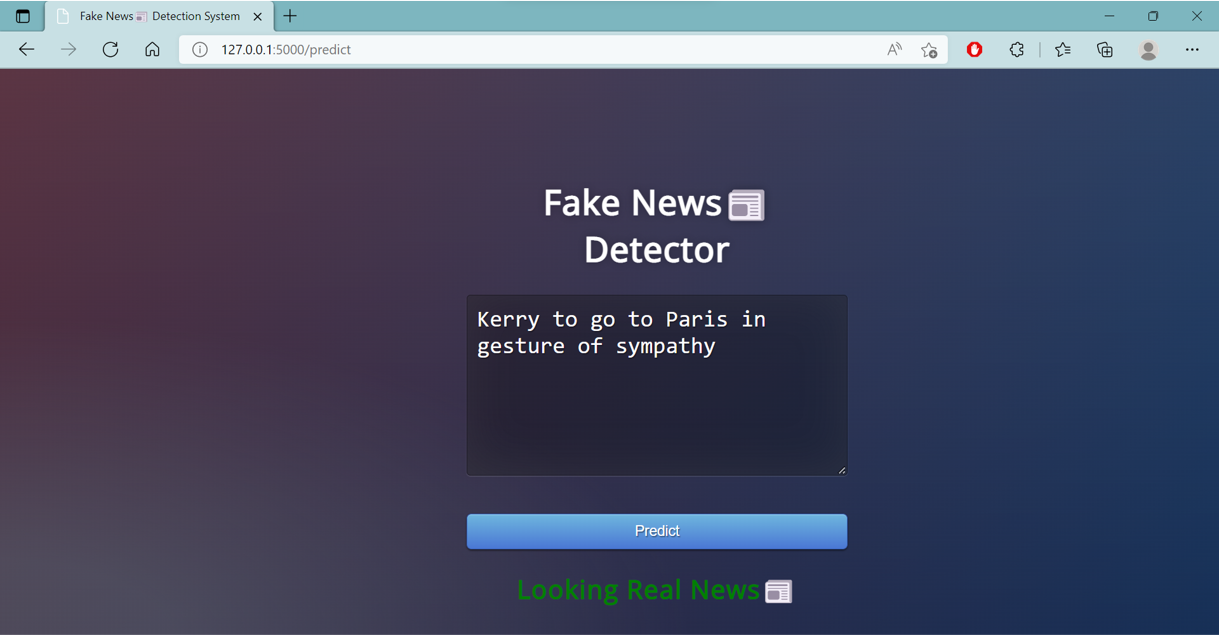 Fake News📰 Detection System
127.0.0.1:5000/predict
Fake News📰
Detector
Kerry to go to Paris in
gesture of sympathy
Predict
Looking Real News📰